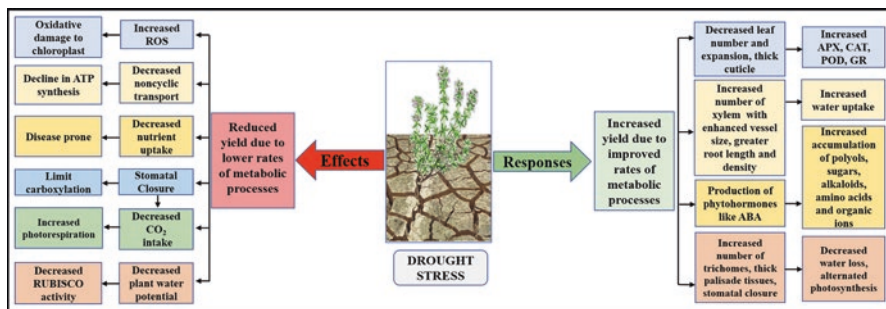 Oxidative
damage to
chloroplast
Increased
ROS
Decline in ATP
synthesis
Decreased
noncyclic
transport
Disease prone
Decreased
nutrient
uptake
Limit
carboxylation
Stomatal
Closure
Increased
photorespiration
Decreased
CO2
intake
Decreased
RUBISCO
activity
Decreased
plant water
potential
Reduced
yield due to
lower rates
of metabolic
processes
Effects
DROUGHT
STRESS
Responses
Increased
yield due to
improved
rates of
metabolic
processes
Decreased leaf
number and
expansion, thick
cuticle
Increased
APX, CAT,
POD, GR
Increased
number of
xylem with
enhanced vessel
size, greater
root length and
density
Increased
water uptake
Production of
phytohormones
like ABA
Increased
accumulation
of polyols,
sugars,
alkaloids,
amino acids
and organic
ions
Increased
number of
trichomes, thick
palisade tissues,
stomatal closure
Decreased
water loss,
alternated
photosynthesis